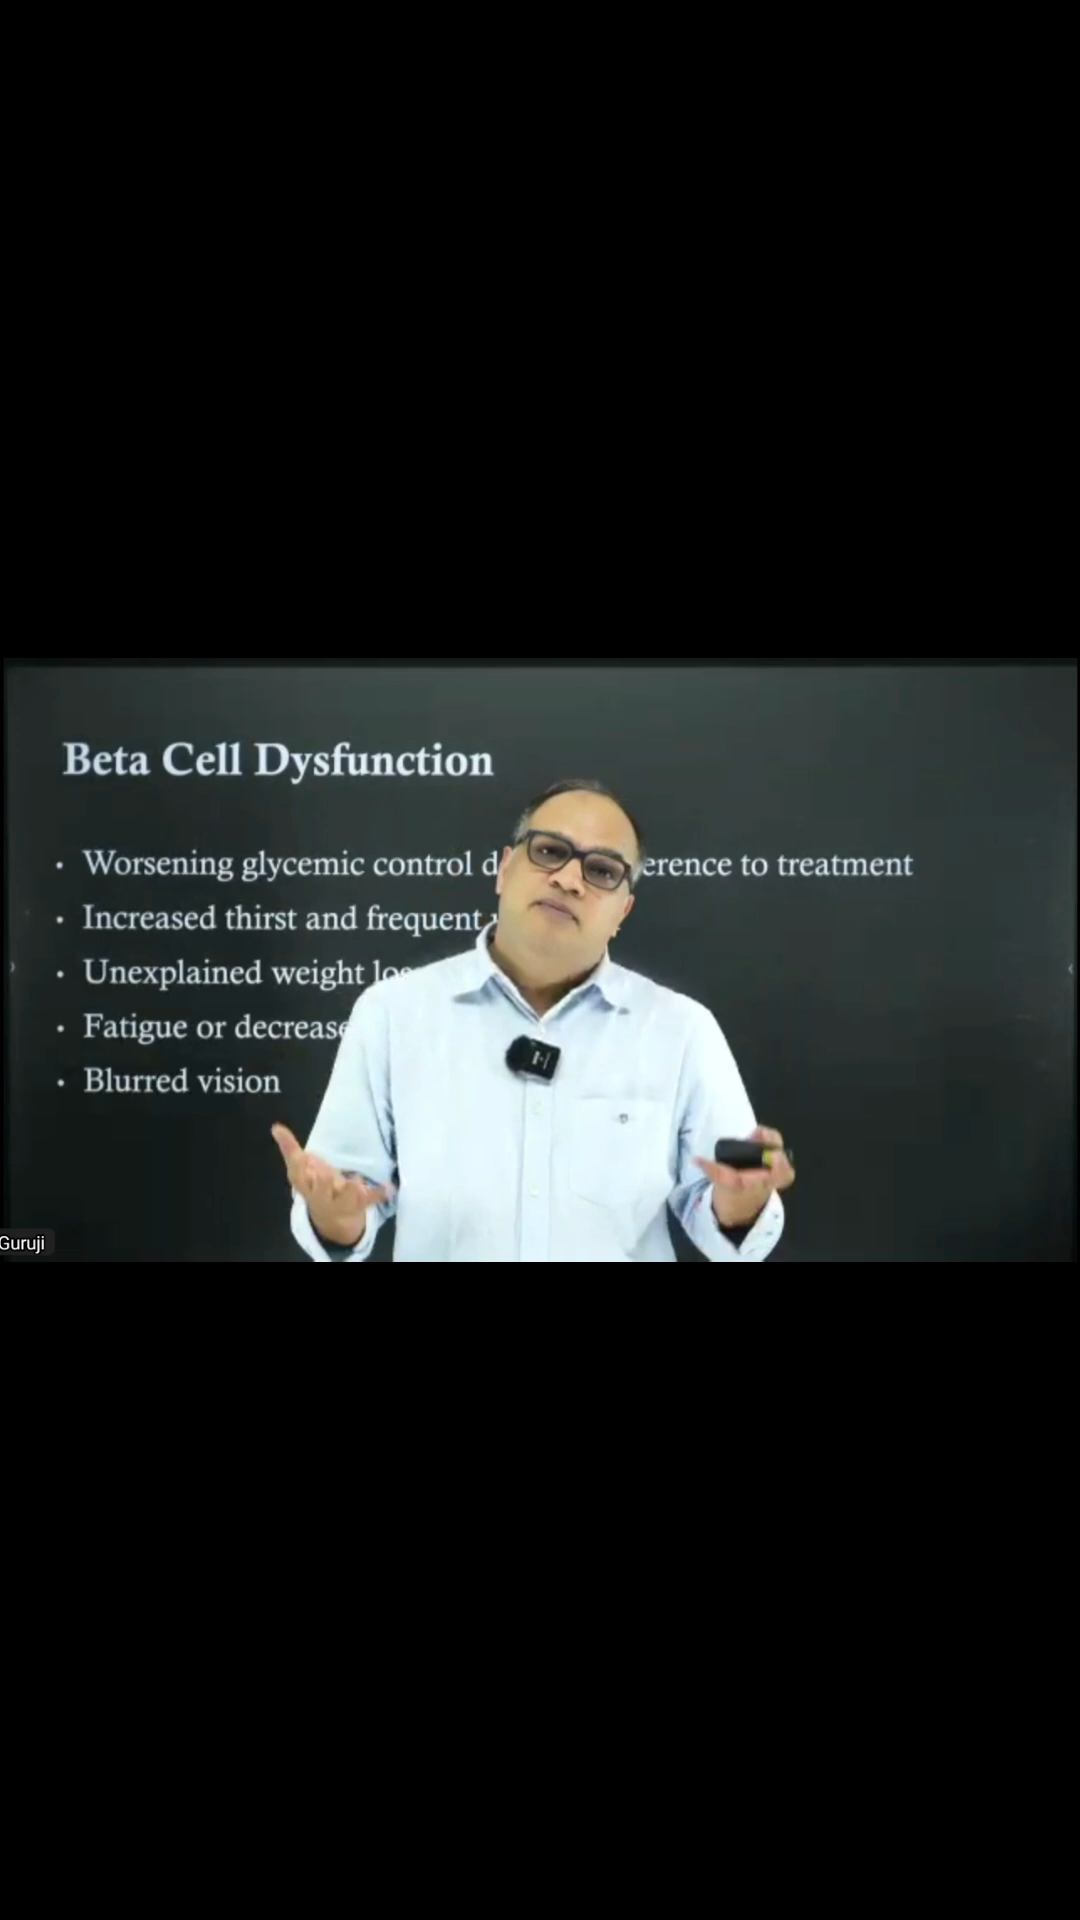 Beta Cell Dysfunction
• Worsening glycemic control d erence to treatment
• Increased thirst and frequent
• Unexplained weight
• Fatigue or decrease
• Blurred vision
Guruji